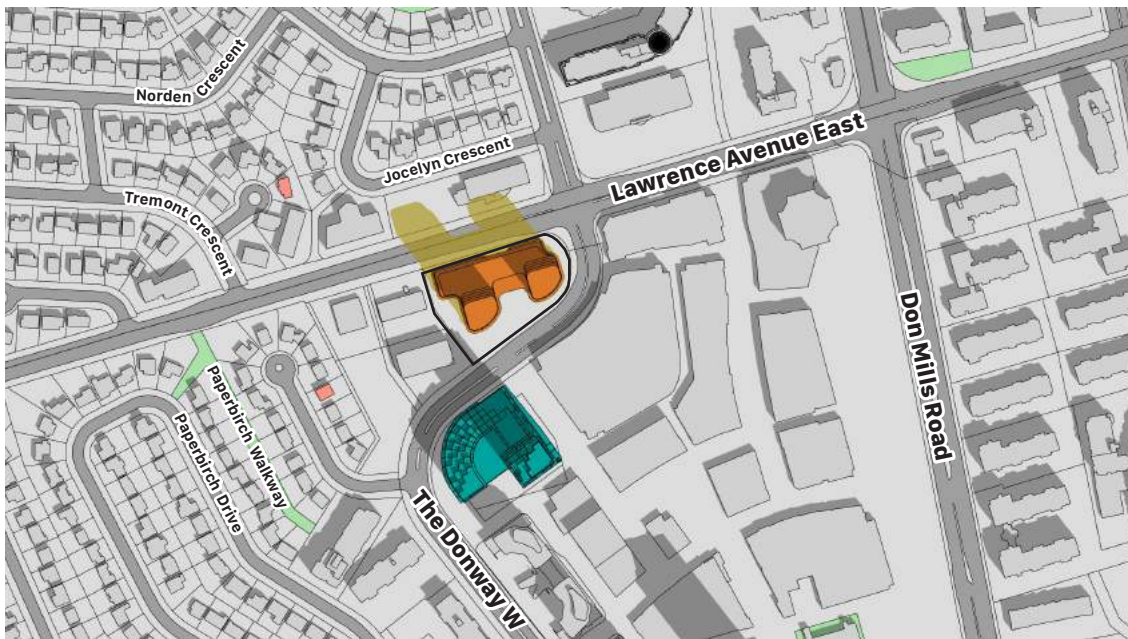 Norden Crescent
Jocelyn Crescent
Lawrence Avenue East
Tremont Crescent
Don Mills Road
Paperbirch Walkway
Paperbirch Drive
The Donway W